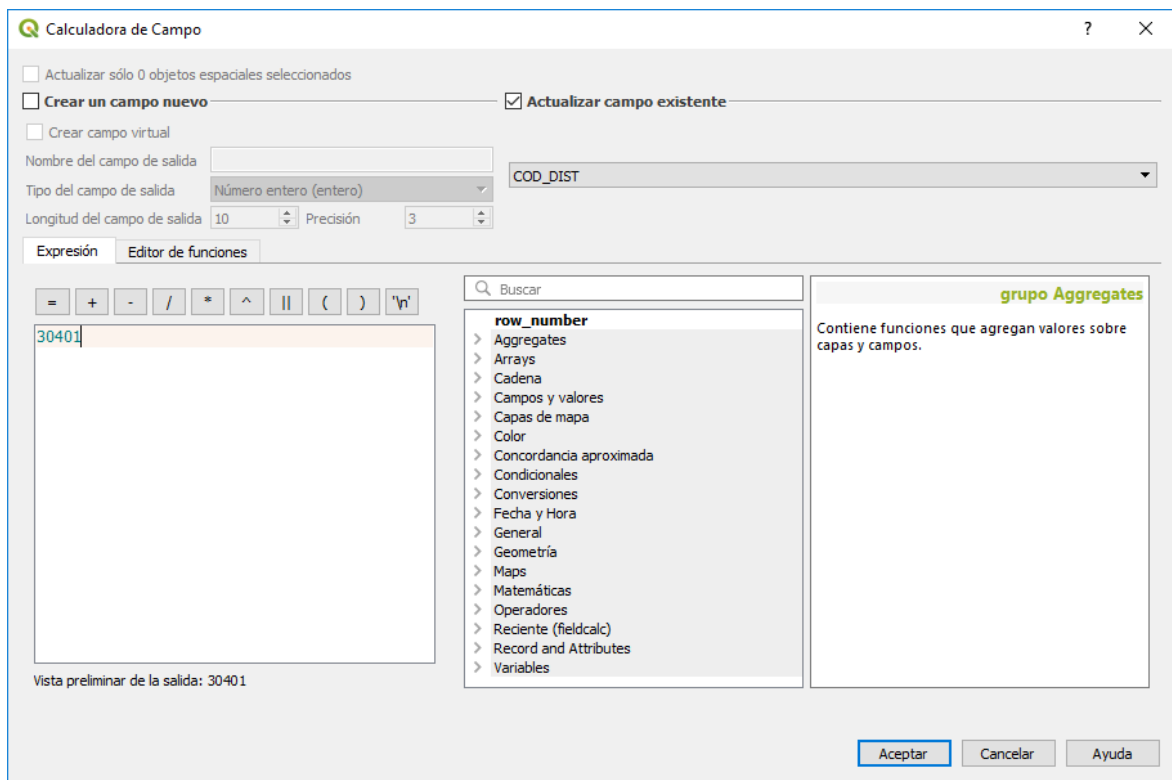 Calculadora de Campo
?
Actualizar sólo 0 objetos espaciales seleccionados
Crear un campo nuevo
Actualizar campo existente
Crear campo virtual
Nombre del campo de salida
COD_DIST
Tipo del campo de salida Número entero (entero)
Longitud del campo de salida 10 Precisión 3
Expresión Editor de funciones
= + - / * ^ || ( ) '\n'
30401
Vista preliminar de la salida: 30401
Buscar
row_number
Aggregates
Arrays
Cadena
Campos y valores
Capas de mapa
Color
Concordancia aproximada
Condicionales
Conversiones
Fecha y Hora
General
Geometría
Maps
Matemáticas
Operadores
Reciente (fieldcalc)
Record and Attributes
Variables
grupo Aggregates
Contiene funciones que agregan valores sobre
capas y campos.
Aceptar Cancelar Ayuda